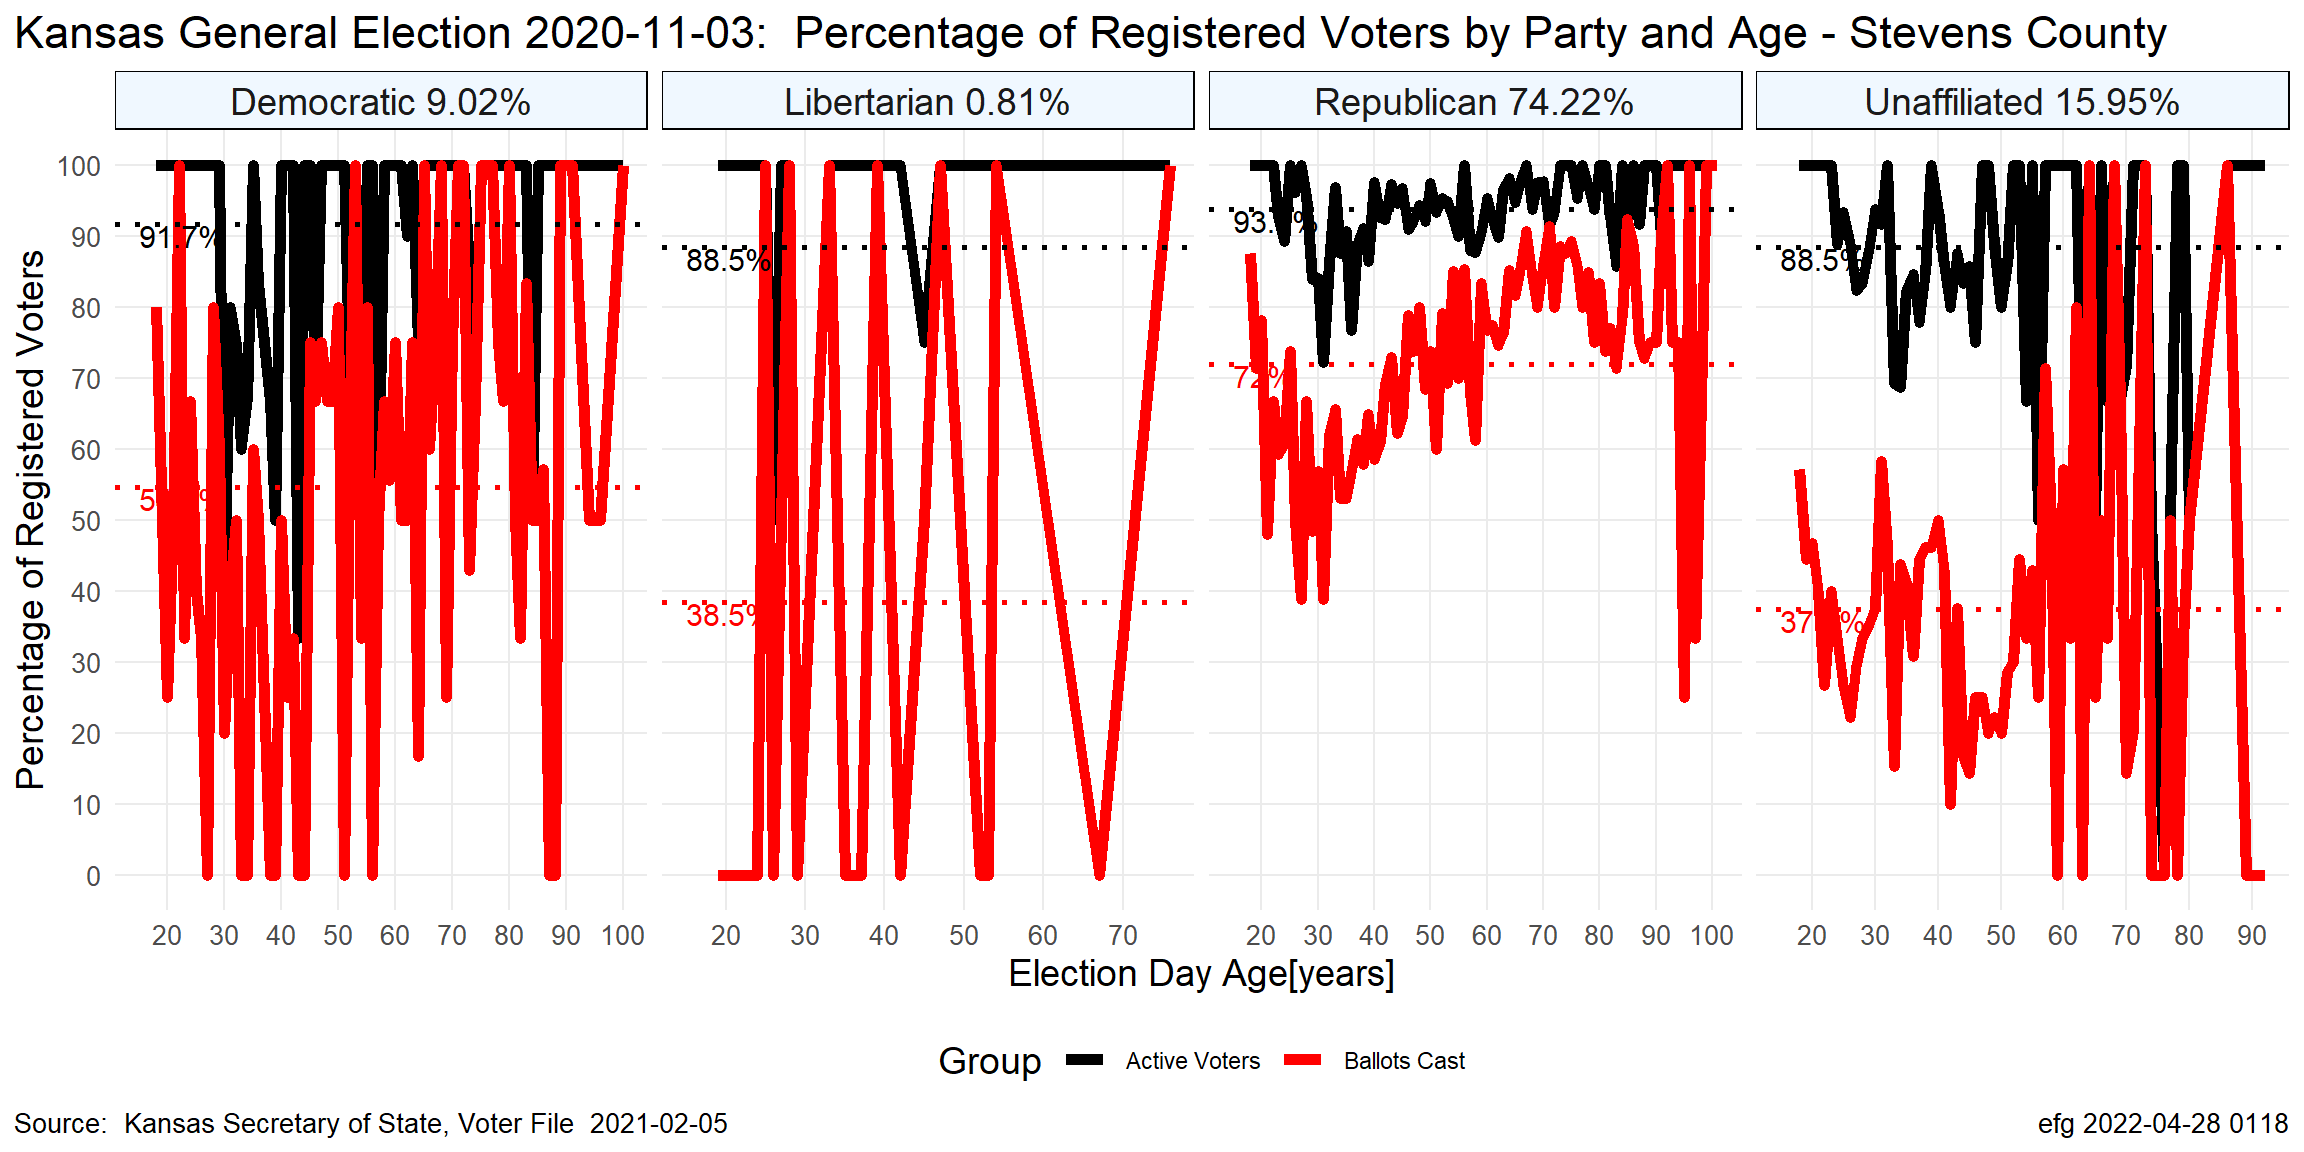 Kansas General Election 2020-11-03:  Percentage of Registered Voters by Party and Age - Stevens County
Democratic 9.02%
Libertarian 0.81%
Republican 74.22%
Unaffiliated 15.95%
Percentage of Registered Voters
100
90
80
70
60
50
40
30
20
10
0
91.7%
88.5%
38.5%
72%
88.5%
20 30 40 50 60 70 80 90 100
20 30 40 50 60 70
20 30 40 50 60 70 80 90 100
20 30 40 50 60 70 80 90
Election Day Age[years]
Group Active Voters Ballots Cast
Source:  Kansas Secretary of State, Voter File  2021-02-05
efg 2022-04-28 0118